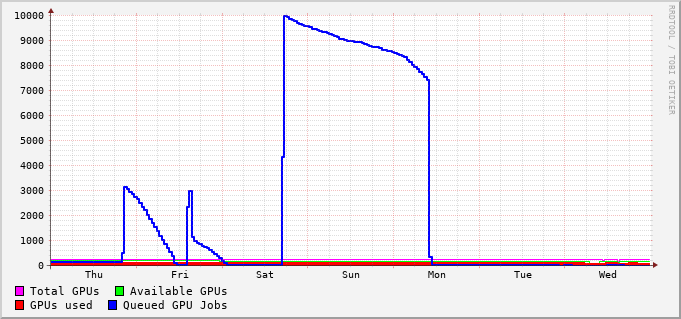 10000
9000
8000
7000
6000
5000
4000
3000
2000
1000
0
Thu Fri Sat Sun Mon Tue Wed
Total GPUs Available GPUs
GPUs used Queued GPU Jobs
RRDTOOL / TOBI OETIKER